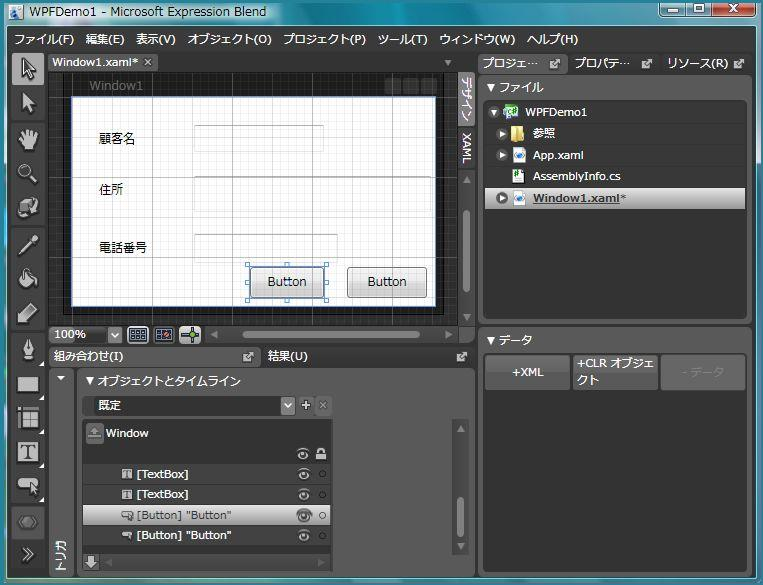 WPFDemo1 - Microsoft Expression Blend
ファイル(F) 編集(E) 表示(V) オブジェクト(O) プロジェクト(P) ツール(T) ウィンドウ(W) ヘルプ(H)
Window1.xaml*
Window1
デザイン
XAML
顧客名
住所
電話番号
Button Button
100%
プロジェ… プロパティ… リソース(R)
ファイル
WPFDemo1
参照
App.xaml
AssemblyInfo.cs
Window1.xaml*
組み合わせ(I) 結果(U)
オブジェクトとタイムライン
既定
Window
[TextBox]
[TextBox]
[Button] "Button"
[Button] "Button"
トリガ
データ
+XML
+CLR オブジェ
クト
- データ